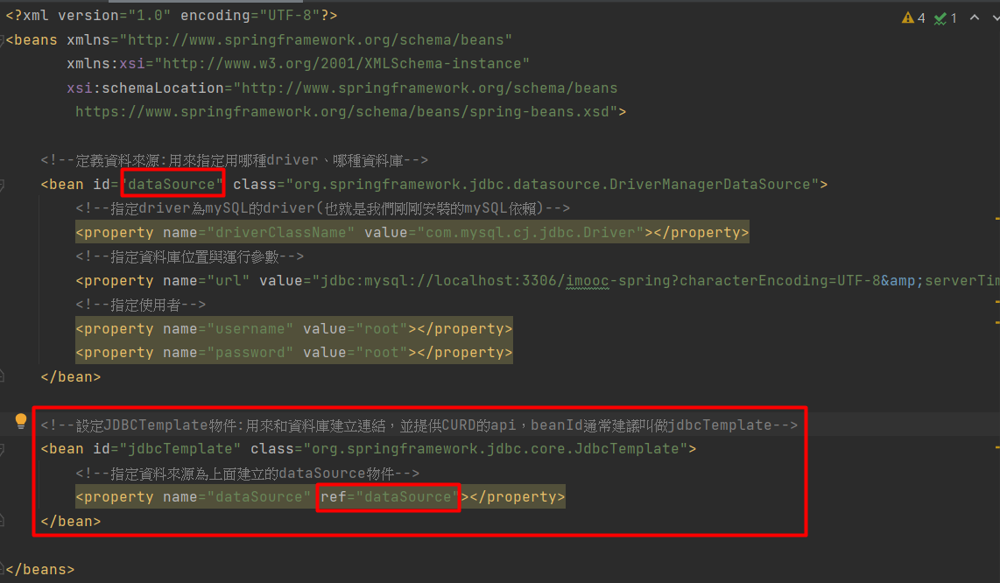 <?xml version="1.0" encoding="UTF-8"?>
4 1
<beans xmlns="http://www.springframework.org/schema/beans"
xmlns:xsi="http://www.w3.org/2001/XMLSchema-instance"
xsi:schemaLocation="http://www.springframework.org/schema/beans
https://www.springframework.org/schema/beans/spring-beans.xsd">
<!--定義資料來源:用來指定用哪種driver、哪種資料庫-->
<bean id="dataSource" class="org.springframework.jdbc.datasource.DriverManagerDataSource">
<!--指定driver為mySQL的driver(也就是我們剛剛安裝的mySQL依賴)-->
<property name="driverClassName" value="com.mysql.cj.jdbc.Driver"></property>
<!--指定資料庫位置與運行參數-->
<property name="url" value="jdbc:mysql://localhost:3306/imooc-spring?characterEncoding=UTF-8&amp;serverTim
<!--指定使用者-->
<property name="username" value="root"></property>
<property name="password" value="root"></property>
</bean>
<!--設定JDBCTemplate物件:用來和資料庫建立連結，並提供CURD的api，beanId通常建議叫做jdbcTemplate-->
<bean id="jdbcTemplate" class="org.springframework.jdbc.core.JdbcTemplate">
<!--指定資料來源為上面建立的dataSource物件-->
<property name="dataSource" ref="dataSource"></property>
</bean>
</beans>